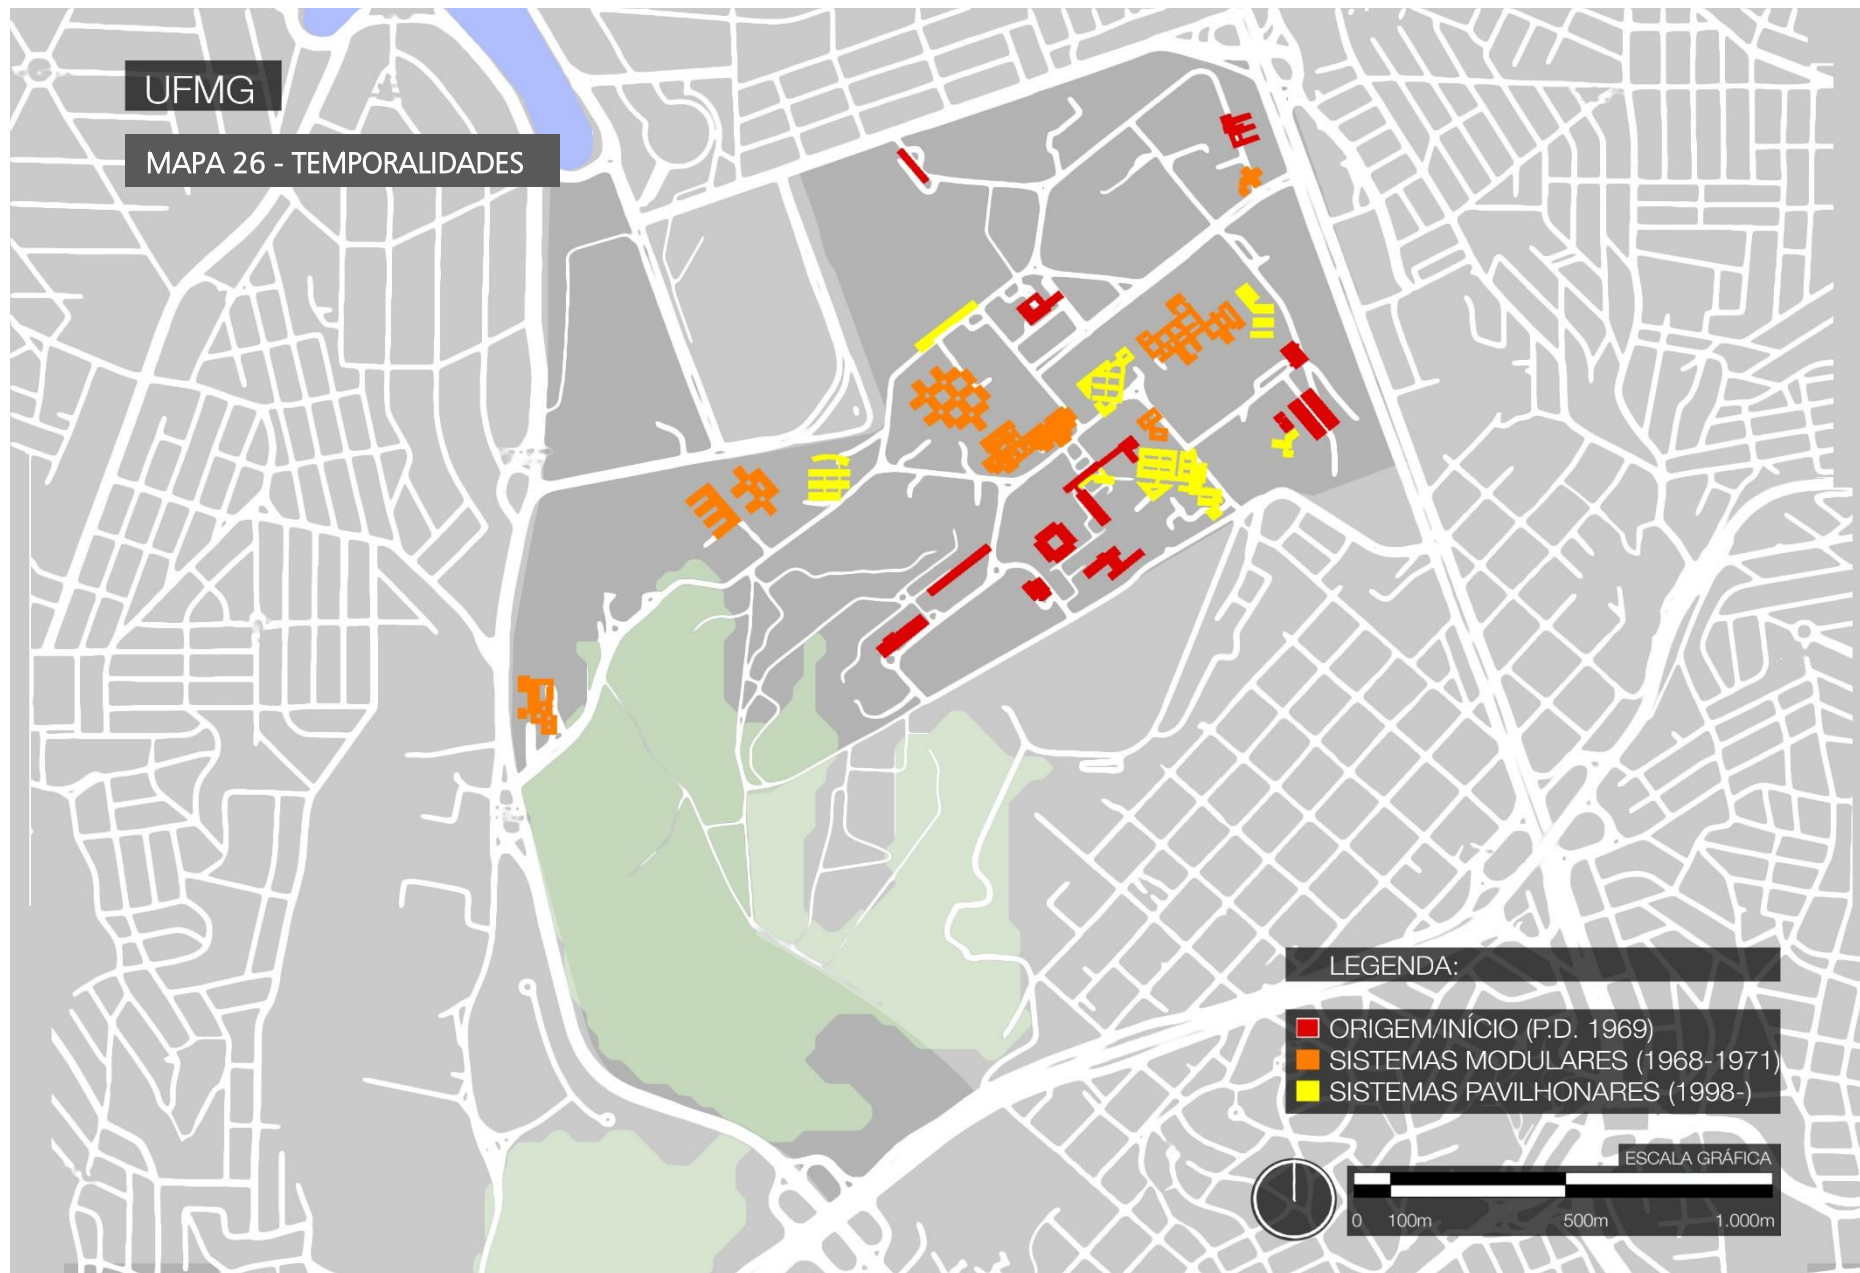 UFMG
MAPA 26 - TEMPORALIDADES
LEGENDA:
ORIGEM/INÍCIO (P.D. 1969)
SISTEMAS MODULARES (1968-1971)
SISTEMAS PAVILHONARES (1998-)
ESCALA GRÁFICA
0 100m 500m 1.000m